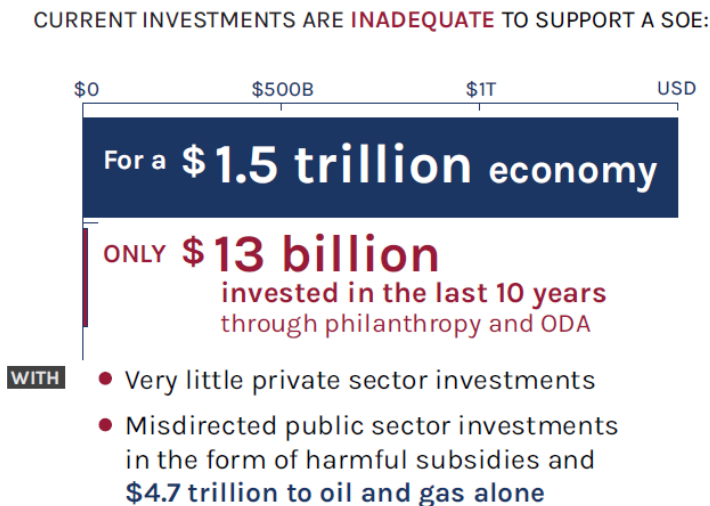 CURRENT INVESTMENTS ARE INADEQUATE TO SUPPORT A SOE:
$0 $500B $1T USD
For a $1.5 trillion economy
ONLY $13 billion
invested in the last 10 years
through philanthropy and ODA
WITH
• Very little private sector investments
• Misdirected public sector investments
in the form of harmful subsidies and
$4.7 trillion to oil and gas alone